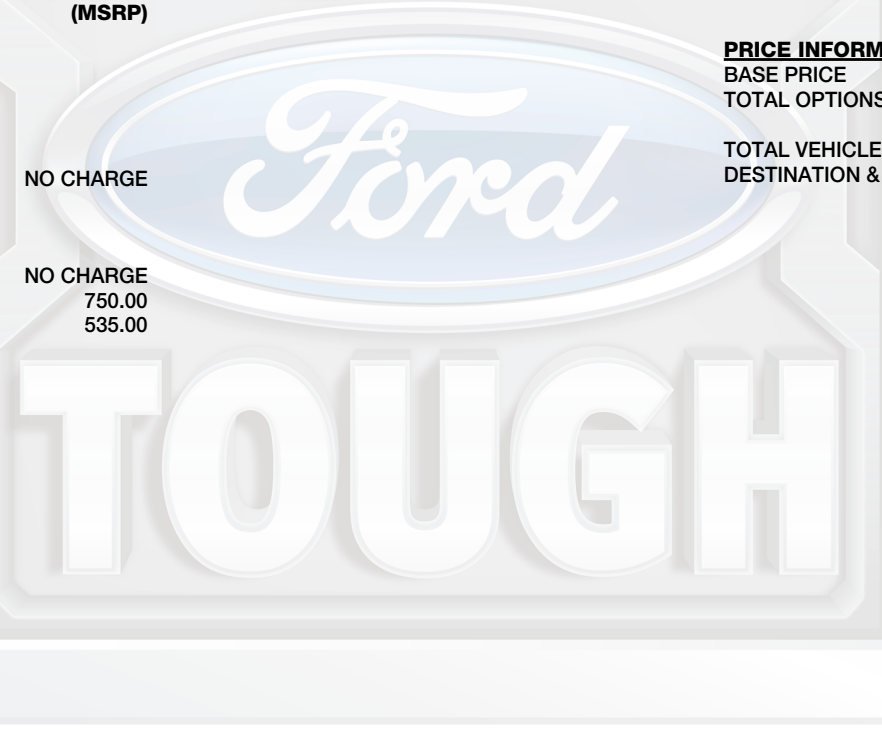 (MSRP)
NO CHARGE
NO CHARGE
750.00
535.00
PRICE INFORM
BASE PRICE
TOTAL OPTIONS
TOTAL VEHICLE
DESTINATION &
Ford
TOUGH